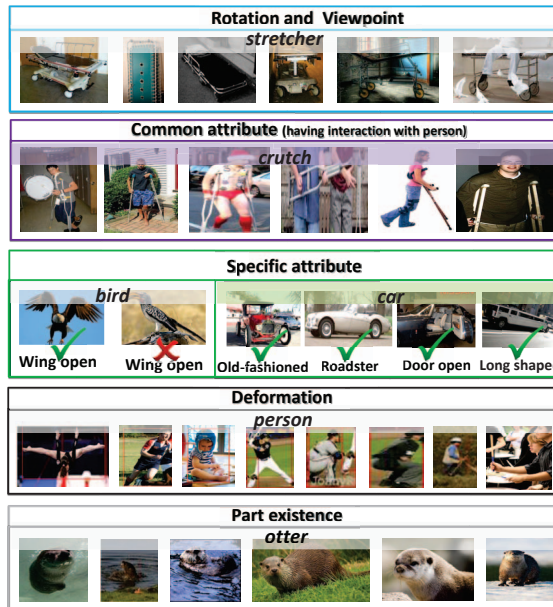 Rotation and Viewpoint
stretcher
Common attribute (having interaction with person)
crutch
Specific attribute
bird
car
Wing open
Wing open
Old-fashioned
Roadster
Door open
Long shape
Deformation
person
Part existence
otter